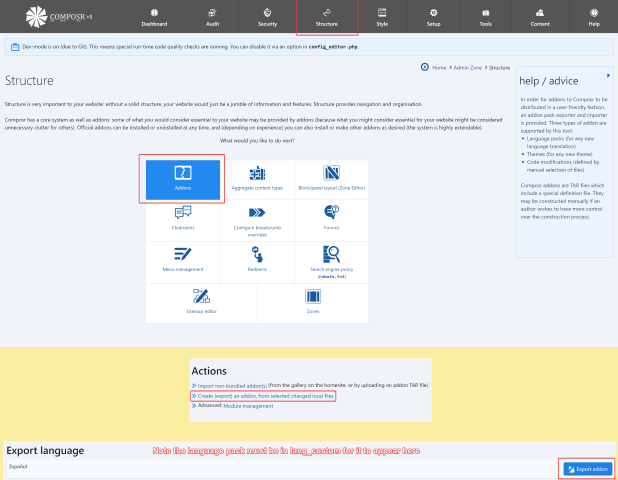 COMPOSR v1
Dashboard
Audit
Security
Structure
Style
Setup
Tools
Content
Help
Dev-mode is on (due to Git). This means special run-time code quality checks are running. You can disable it via an option in config_editor.php.
Home > Admin Zone > Structure
Structure
Structure is very important to your website: without a solid structure, your website would just be a jumble of information and features. Structure provides navigation and organisation.
Composr has a core system as well as addons: some of what you would consider essential to your website may be provided by addons (because what you might consider essential for your website might be considered
unnecessary clutter for others). Official addons can be installed or uninstalled at any time, and (depending on experience) you can also install or make other addons as desired (the system is highly extendable).
What would you like to do next?
Addons
Aggregate content types
Block/panel layout (Zone Editor)
Chatrooms
Configure breadcrumb
overrides
Forums
Menu management
Redirects
Search engine policy
(robots.txt)
Sitemap editor
Zones
help / advice
In order for addons to Composr to be
distributed in a user-friendly fashion,
an addon pack exporter and importer
is provided. Three types of addon are
supported by this tool:
• Language packs (for any new
language translation)
• Themes (for any new theme)
• Code modifications (defined by
manual selection of files)
Composr addons are TAR files which
include a special definition file. They
may be constructed manually if an
author wishes to have more control
over the construction process.
Actions
» Import non-bundled addon(s) (from the gallery on the homesite, or by uploading an addon TAR file)
» Create (export) an addon, from selected changed local files
» Advanced: Module management
Export language
Note the language pack must be in lang_custom for it to appear here
Español
Export addon